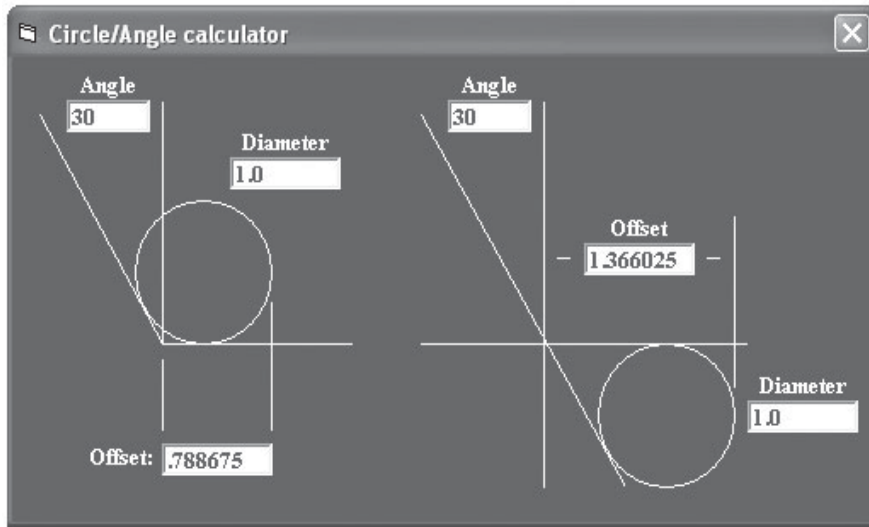 Circle/Angle calculator
Angle
30
Diameter
1.0
Offset:
.788675
Angle
30
Offset
1.366025
Diameter
1.0